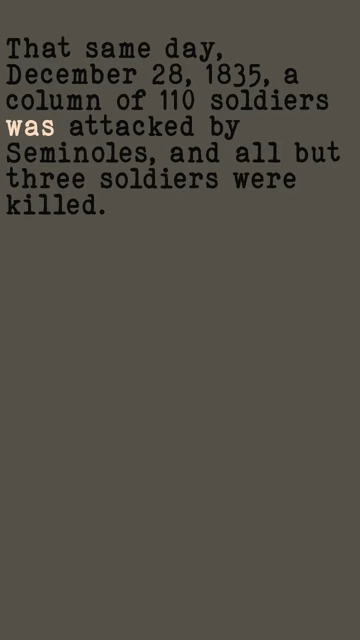 That same day,
December 28, 1835, a
column of 110 soldiers
was attacked by
Seminoles, and all but
three soldiers were
killed.